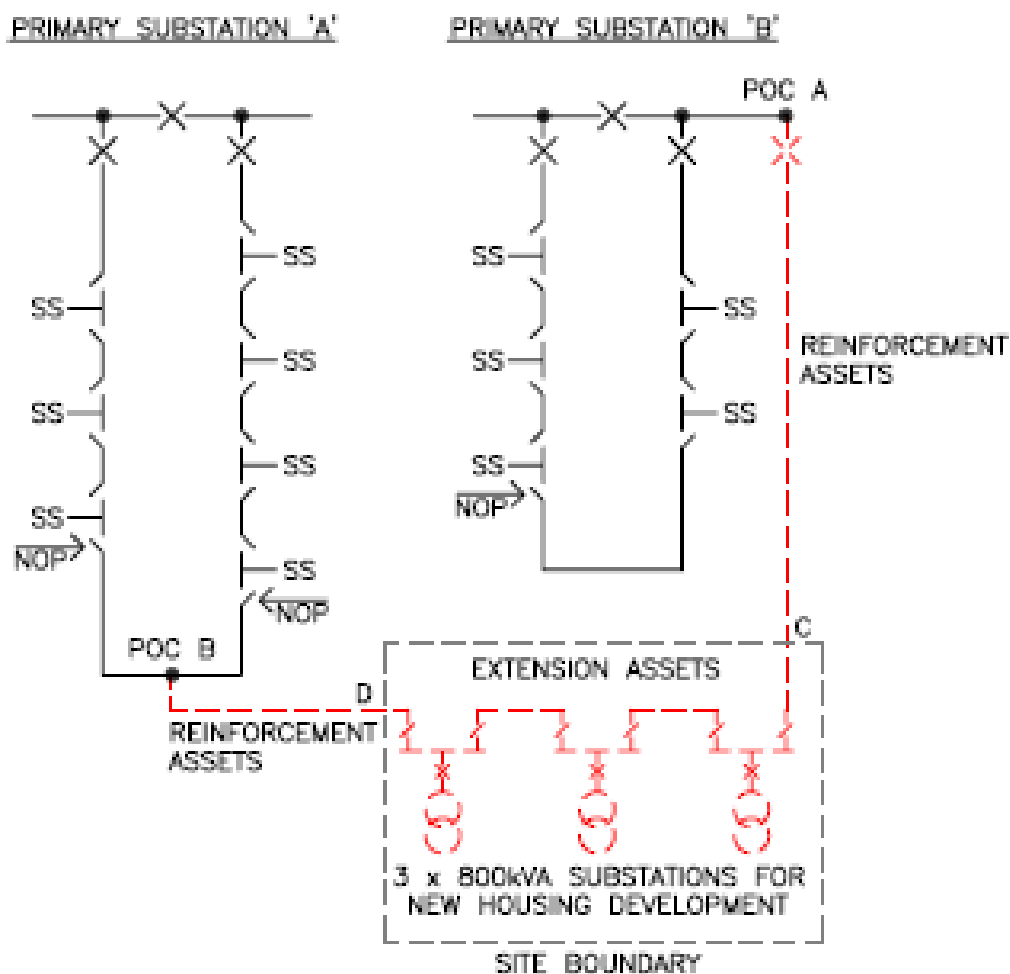 PRIMARY SUBSTATION 'A'
PRIMARY SUBSTATION 'B'
POC A
SS
SS
SS
SS
SS
SS
SS
NOP
NOP
POC B
SS
SS
SS
SS
SS
NOP
REINFORCEMENT
ASSETS
C
D
REINFORCEMENT
ASSETS
EXTENSION ASSETS
3 x 800kVA SUBSTATIONS FOR
NEW HOUSING DEVELOPMENT
SITE BOUNDARY